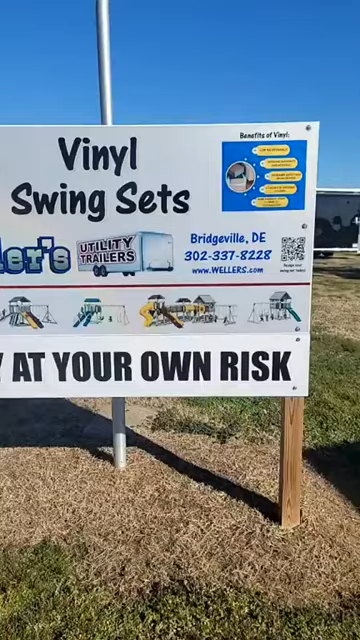 Benefits of Vinyl:
Vinyl
Swing Sets
ler's
UTILITY
TRAILERS
Bridgeville, DE
302-337-8228
www.WELLERS.com
AT YOUR OWN RISK